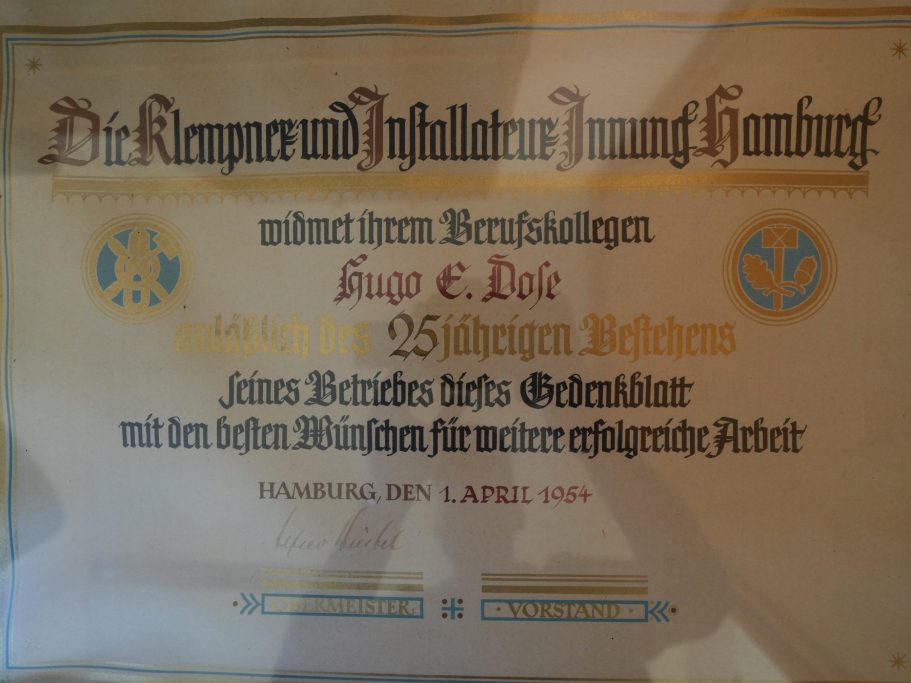 Die Klempner und Installateur Innung Hamburg
widmet ihrem Berufskollegen
Hugo E. Dose
anläßlich des 25jährigen Bestehens
seines Betriebes dieses Gedenkblatt
mit den besten Wünschen für weitere erfolgreiche Arbeit
HAMBURG, DEN 1. APRIL 1954
OBERMEISTER
· VORSTAND ·